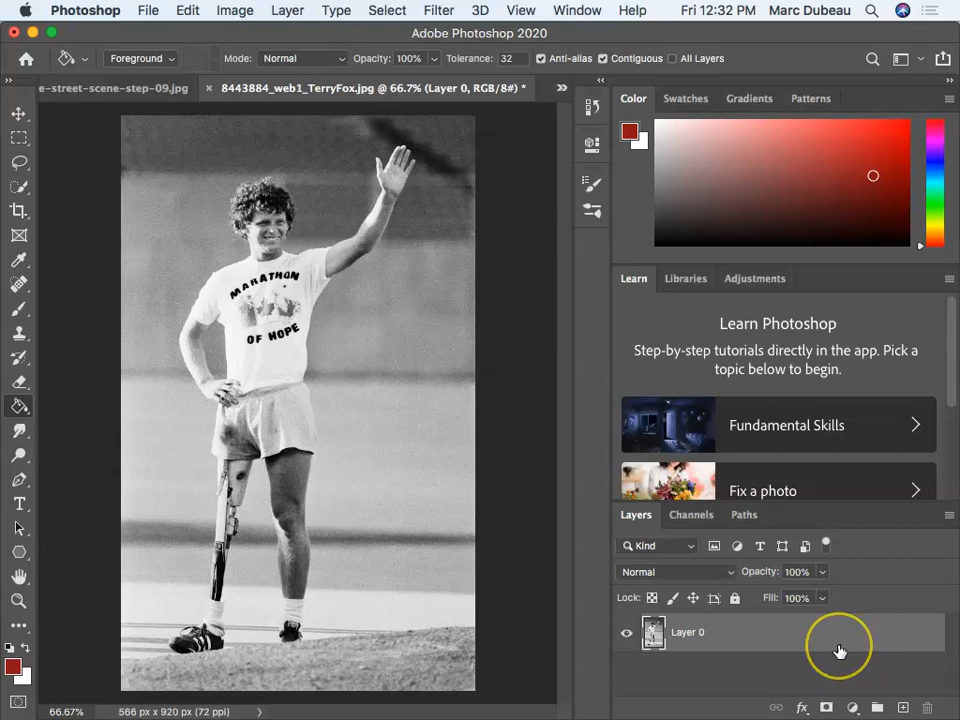 Photoshop File Edit Image Layer Type Select Filter 3D View Window Help Fri 12:32 PM Marc Dubeau
Adobe Photoshop 2020
Foreground Mode: Normal Opacity: 100% Tolerance: 32 Anti-alias Contiguous All Layers
e-street-scene-step-09.jpg 8443884_web1_TerryFox.jpg @ 66.7% (Layer 0, RGB/8#) *
Color Swatches Gradients Patterns
Learn Libraries Adjustments
Learn Photoshop
Step-by-step tutorials directly in the app. Pick a
topic below to begin.
Fundamental Skills
Fix a photo
MARATHON
OF HOPE
Layers Channels Paths
Kind
Normal Opacity: 100%
Lock: Fill: 100%
Layer 0
fx
66.67% 566 px x 920 px (72 ppi)